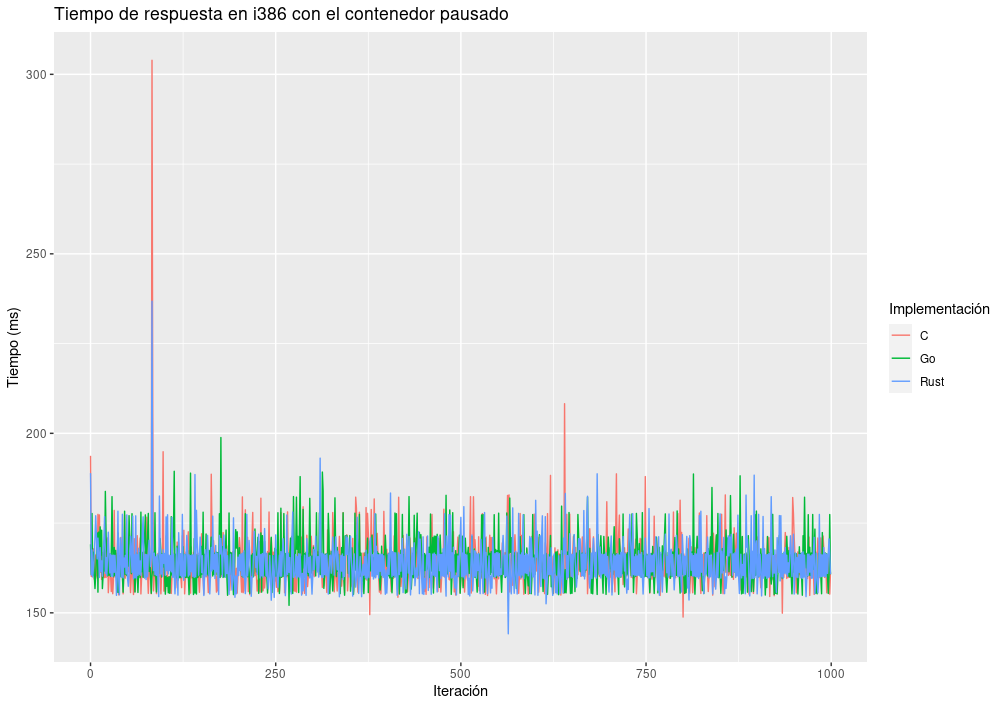 Tiempo de respuesta en i386 con el contenedor pausado
300
250
200
150
Tiempo (ms)
0
250
500
750
1000
Iteración
Implementación
C
Go
Rust